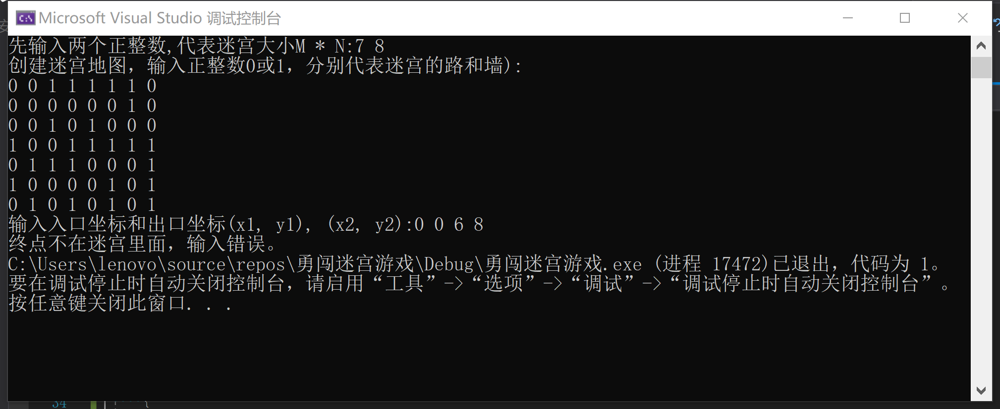 Microsoft Visual Studio 调试控制台
先输入两个正整数,代表迷宫大小M * N:7 8
创建迷宫地图，输入正整数0或1，分别代表迷宫的路和墙):
0 0 1 1 1 1 1 0
0 0 0 0 0 0 1 0
0 0 1 0 1 0 0 0
1 0 0 1 1 1 1 1
0 1 1 1 0 0 0 1
1 0 0 0 0 1 0 1
0 1 0 1 0 1 0 1
输入入口坐标和出口坐标(x1, y1), (x2, y2):0 0 6 8
终点不在迷宫里面，输入错误。
C:\Users\lenovo\source\repos\勇闯迷宫游戏\Debug\勇闯迷宫游戏.exe (进程 17472)已退出，代码为 1。
要在调试停止时自动关闭控制台，请启用“工具”->“选项”->“调试”->“调试停止时自动关闭控制台”。
按任意键关闭此窗口. . .
34